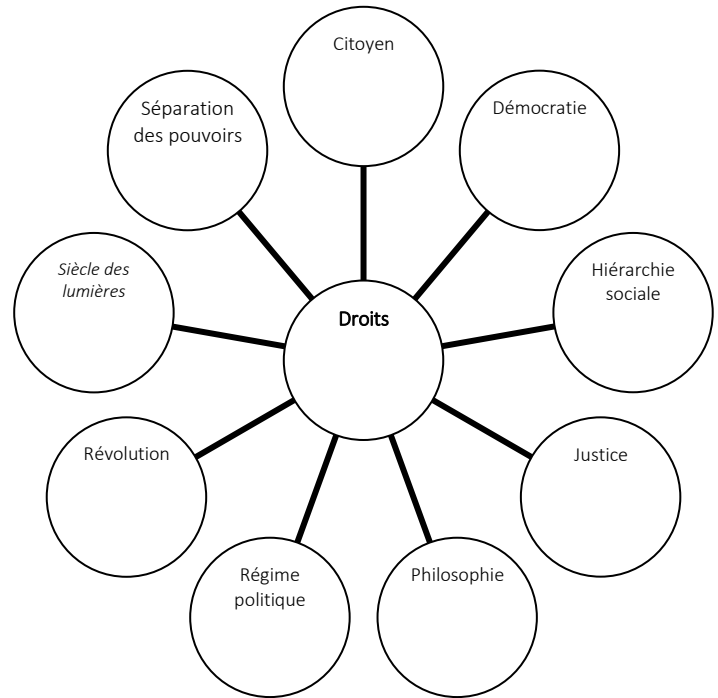 Citoyen
Séparation
des pouvoirs
Démocratie
Siècle des
lumières
Hiérarchie
sociale
Droits
Révolution
Justice
Régime
politique
Philosophie